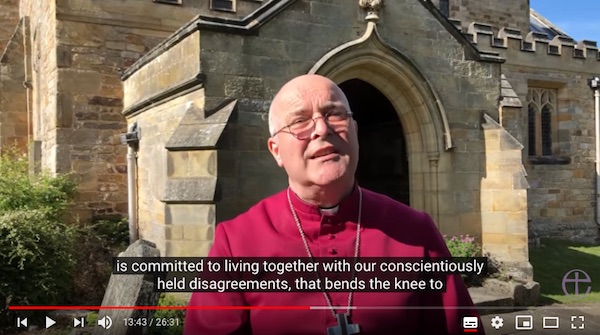 is committed to living together with our conscientiously
held disagreements, that bends the knee to
13:43 / 26:31